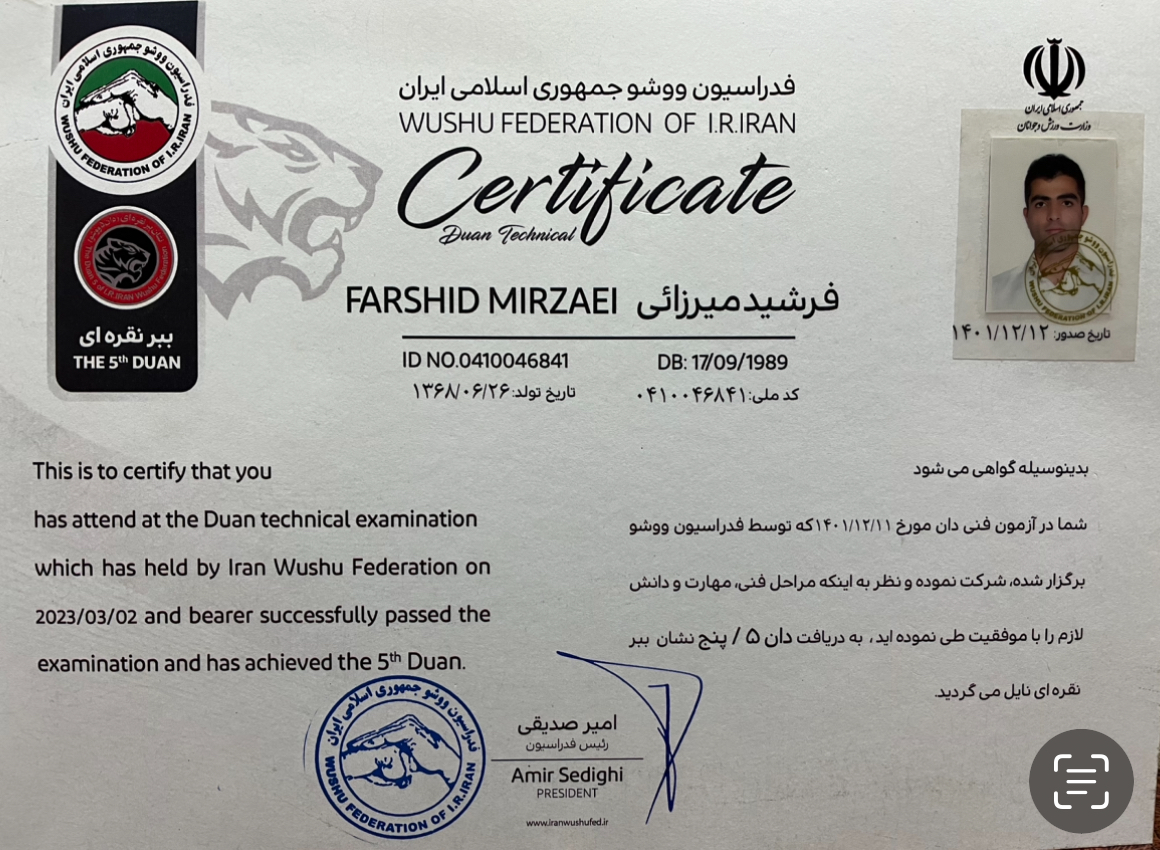 فدراسیون ووشو جمهوری اسلامی ایران
WUSHU FEDERATION OF I.R.IRAN
ببر نقره ای
THE 5th DUAN
فدراسیون ووشو جمهوری اسلامی ایران
WUSHU FEDERATION OF I.R.IRAN
Certificate
Duan Technical
جمهوری اسلامی ایران
وزارت ورزش و جوانان
تاریخ صدور: ۱۴۰۱/۱۲/۱۲
FARSHID MIRZAEI فرشید میرزائی
ID NO.0410046841 DB: 17/09/1989
تاریخ تولد: ۱۳۶۸/۰۶/۲۶ کد ملی: ۰۴۱۰۰۴۶۸۴۱
This is to certify that you
has attend at the Duan technical examination
which has held by Iran Wushu Federation on
2023/03/02 and bearer successfully passed the
examination and has achieved the 5th Duan.
بدینوسیله گواهی می شود
شما در آزمون فنی دان مورخ ۱۴۰۱/۱۲/۱۱ که توسط فدراسیون ووشو
برگزار شده، شرکت نموده و نظر به اینکه مراحل فنی، مهارت و دانش
لازم را با موفقیت طی نموده اید، به دریافت دان ۵ / پنج نشان ببر
نقره ای نایل می گردید.
فدراسیون ووشو جمهوری اسلامی ایران
WUSHU FEDERATION OF I.R.IRAN
امیر صدیقی
رئیس فدراسیون
Amir Sedighi
PRESIDENT
www.iranwushufed.ir